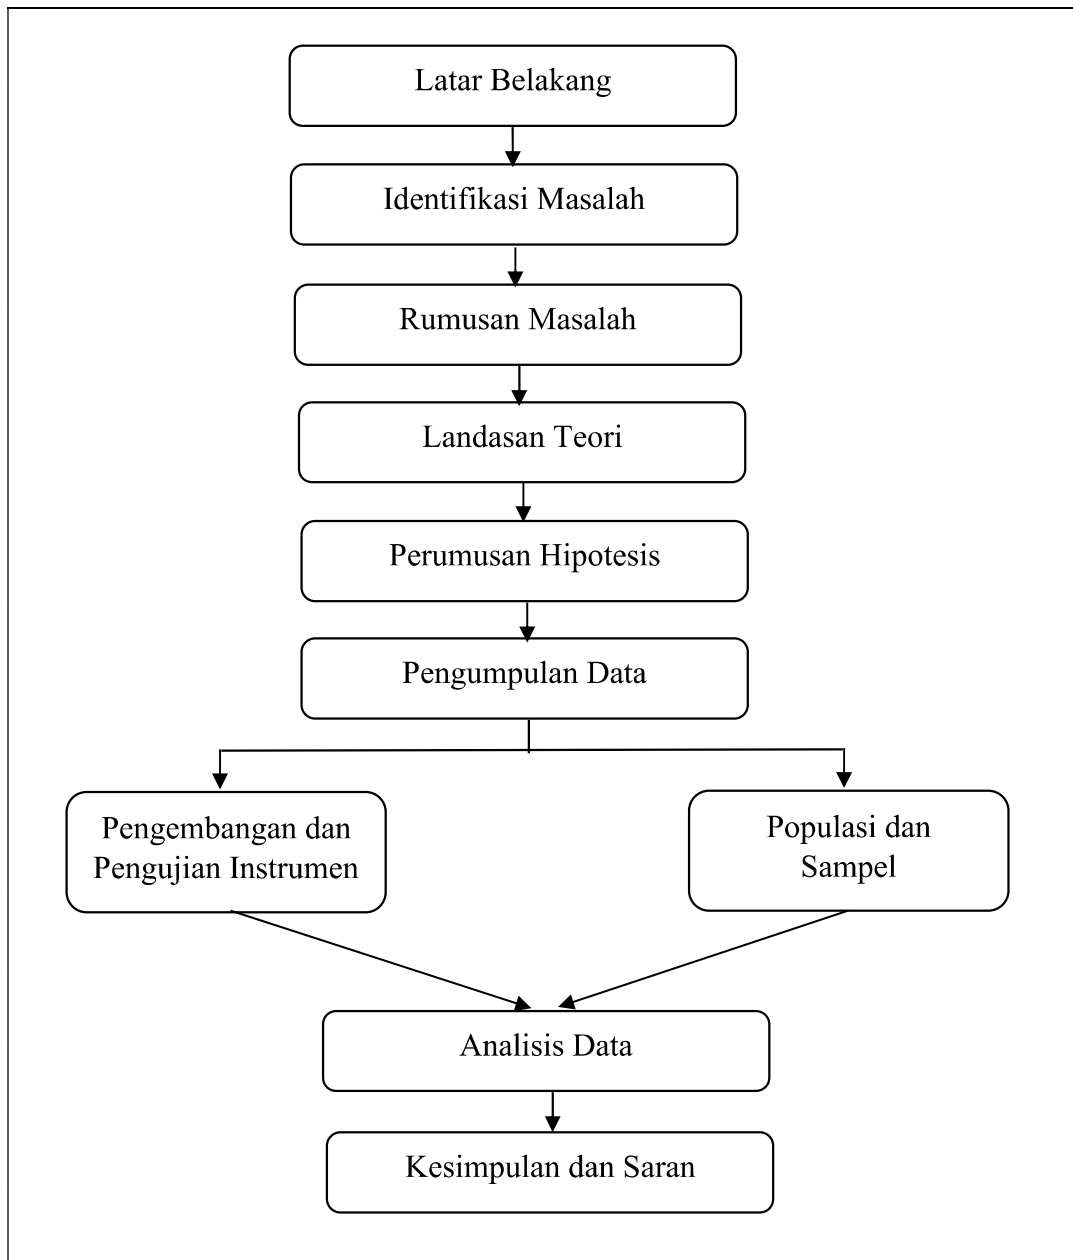 Latar Belakang
Identifikasi Masalah
Rumusan Masalah
Landasan Teori
Perumusan Hipotesis
Pengumpulan Data
Pengembangan dan
Pengujian Instrumen
Populasi dan
Sampel
Analisis Data
Kesimpulan dan Saran